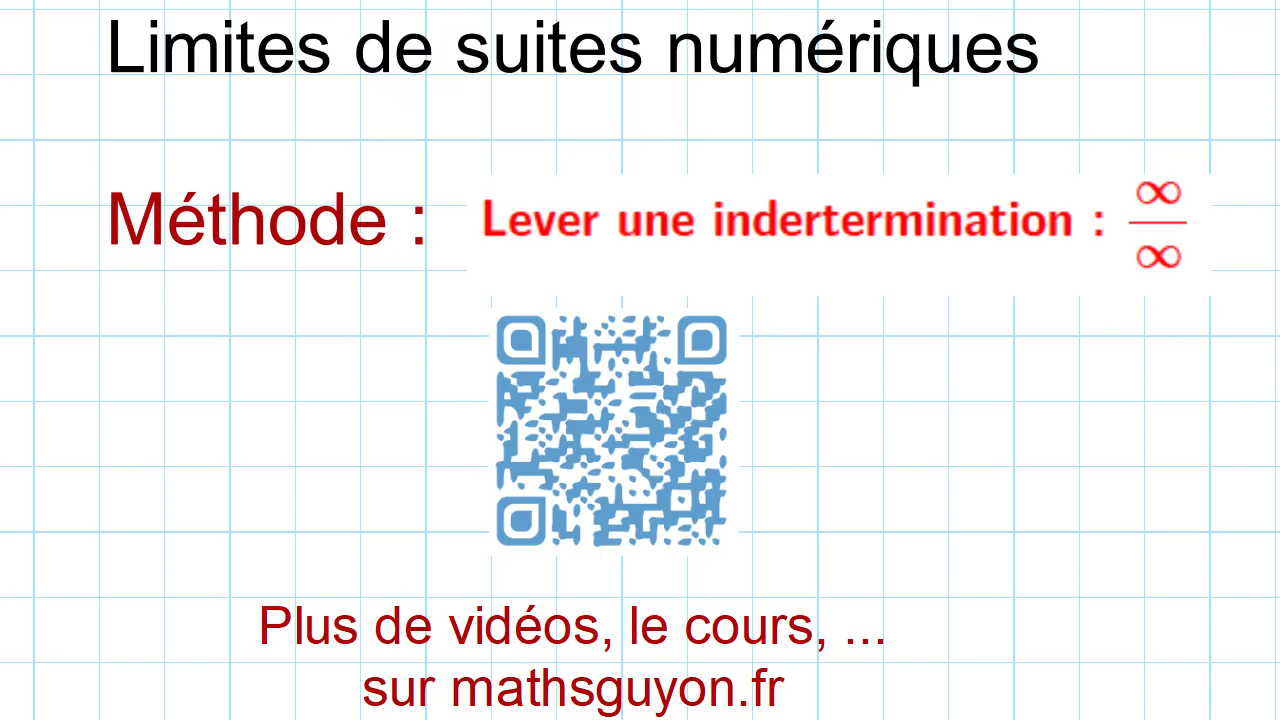 Limites de suites numériques
Méthode : Lever une indertermination : ∞/∞
Plus de vidéos, le cours, ...
sur mathsguyon.fr